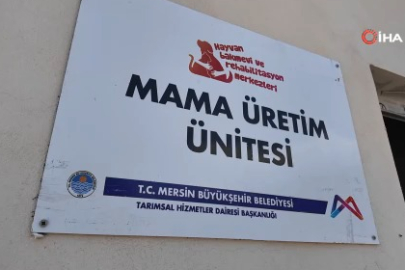 iHA
Hayvan
bakımevi ve
rehabilitasyon
merkezleri
MAMA ÜRETİM
ÜNİTESİ
T.C. MERSİN BÜYÜKŞEHİR BELEDİYESİ
TARIMSAL HİZMETLER DAİRESİ BAŞKANLIĞI